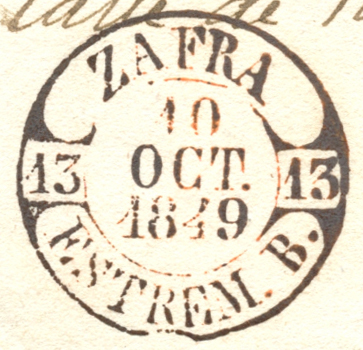 ZAFRA
10
OCT.
1849
13
13
ESTREM. B.